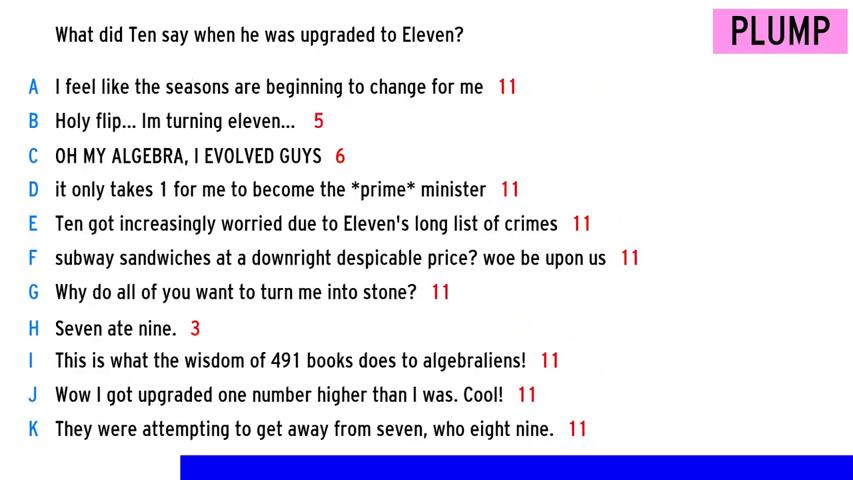 What did Ten say when he was upgraded to Eleven?
PLUMP
A I feel like the seasons are beginning to change for me 11
B Holy flip... Im turning eleven... 5
C OH MY ALGEBRA, I EVOLVED GUYS 6
D it only takes 1 for me to become the *prime* minister 11
E Ten got increasingly worried due to Eleven's long list of crimes 11
F subway sandwiches at a downright despicable price? woe be upon us 11
G Why do all of you want to turn me into stone? 11
H Seven ate nine. 3
I This is what the wisdom of 491 books does to algebraliens! 11
J Wow I got upgraded one number higher than I was. Cool! 11
K They were attempting to get away from seven, who eight nine. 11